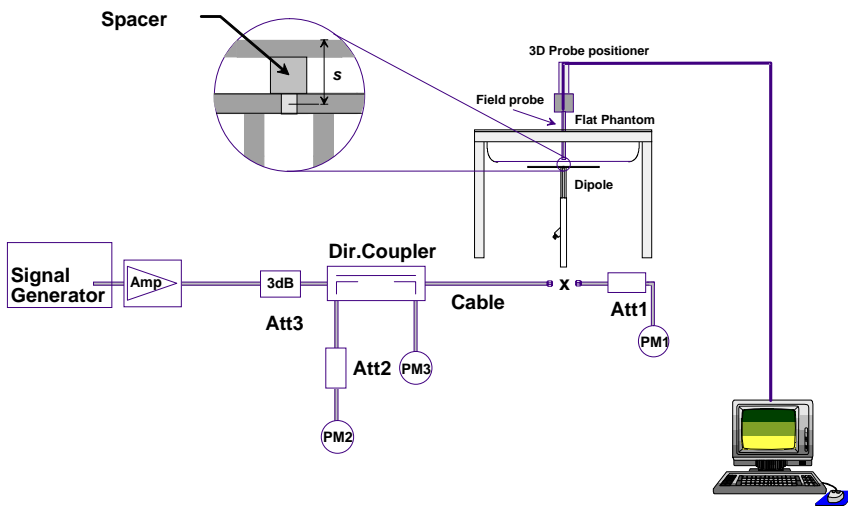 Spacer
s
3D Probe positioner
Field probe
Flat Phantom
Dipole
Dir.Coupler
Signal
Generator
Amp
3dB
Att3
Cable
x
Att1
PM1
Att2
PM3
PM2